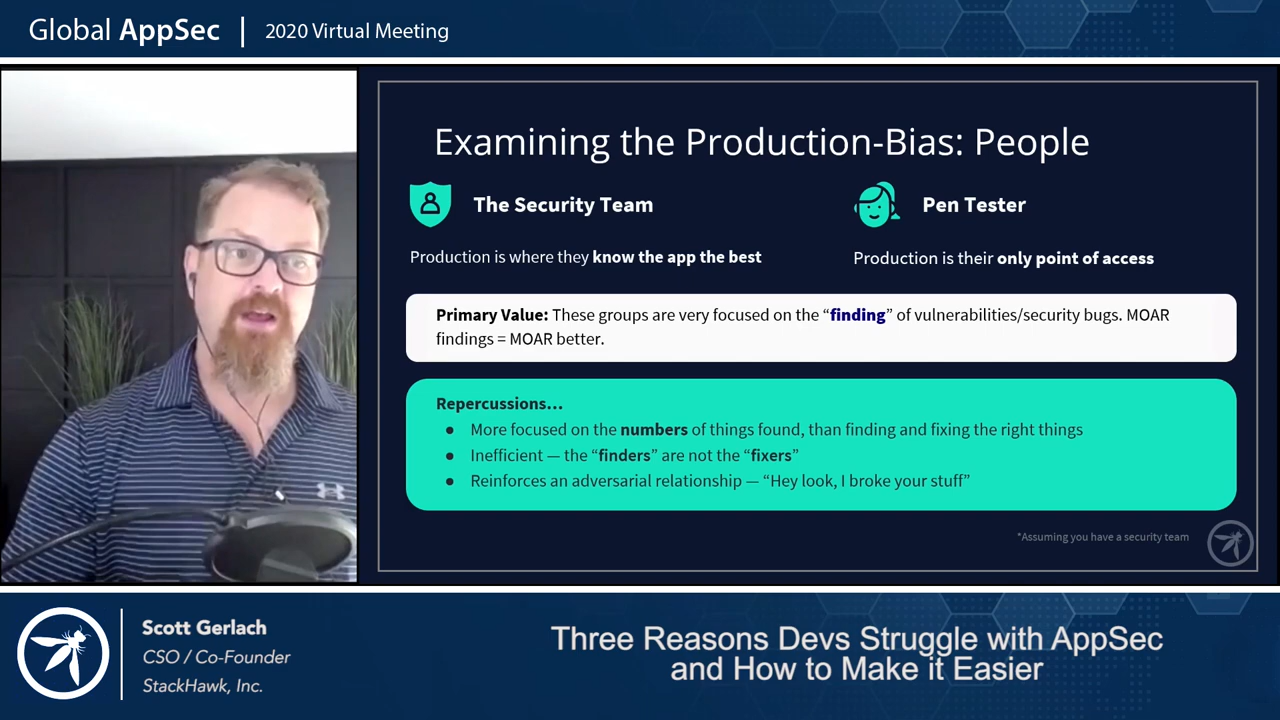 Global AppSec | 2020 Virtual Meeting
Examining the Production-Bias: People
The Security Team
Pen Tester
Production is where they know the app the best
Production is their only point of access
Primary Value: These groups are very focused on the “finding” of vulnerabilities/security bugs. MOAR
findings = MOAR better.
Repercussions...
● More focused on the numbers of things found, than finding and fixing the right things
● Inefficient — the “finders” are not the “fixers”
● Reinforces an adversarial relationship — “Hey look, I broke your stuff”
*Assuming you have a security team
Scott Gerlach
CSO / Co-Founder
StackHawk, Inc.
Three Reasons Devs Struggle with AppSec
and How to Make it Easier